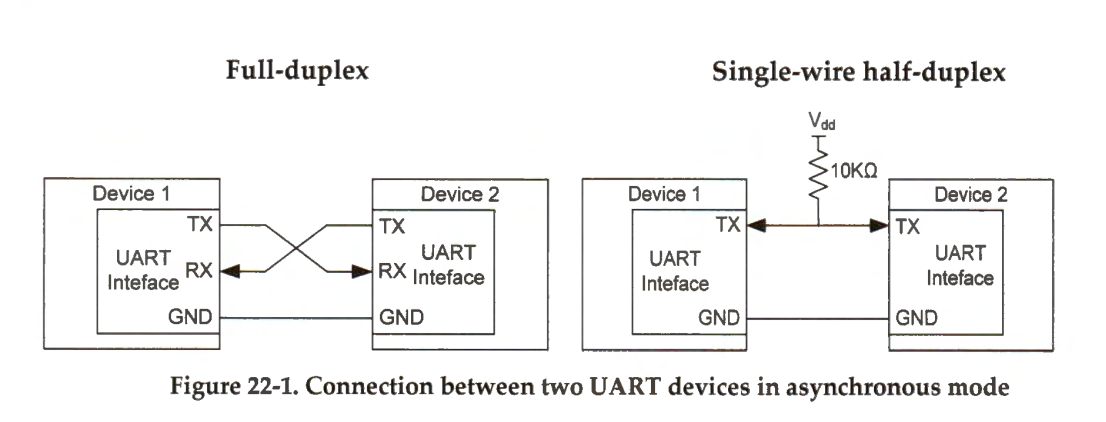 Full-duplex
Single-wire half-duplex
Vdd
10KΩ
Device 1
TX
UART
Inteface
RX
GND
Device 2
TX
UART
Inteface
RX
GND
Device 1
TX
UART
Inteface
GND
Device 2
TX
UART
Inteface
GND
Figure 22-1. Connection between two UART devices in asynchronous mode